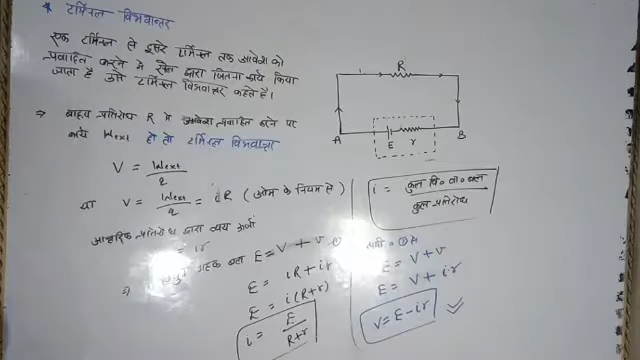 * टर्मिनल विभवान्तर
एक टर्मिनल से दूसरे टर्मिनल तक आवेश को
प्रवाहित करने में सेल द्वारा जितना कार्य किया
जाता है उसे टर्मिनल विभवान्तर कहते है।
⇒ बाह्य प्रतिरोध R में आवेश प्रवाहित करने पर
कार्य Wext हो तो टर्मिनल विभवान्तर
V = Wext/q
या V = Wext/q = iR (ओम के नियम से)
आन्तरिक प्रतिरोध द्वारा व्यय ऊर्जा
= ir
⇒ वाहक बल E = V + v ①
E = iR + ir
E = i(R+r)
i = E/R+r
i R
A E r B
i = कुल वि० वा० बल/कुल प्रतिरोध
समी० ① से
E = V + v
E = V + ir
V = E - ir